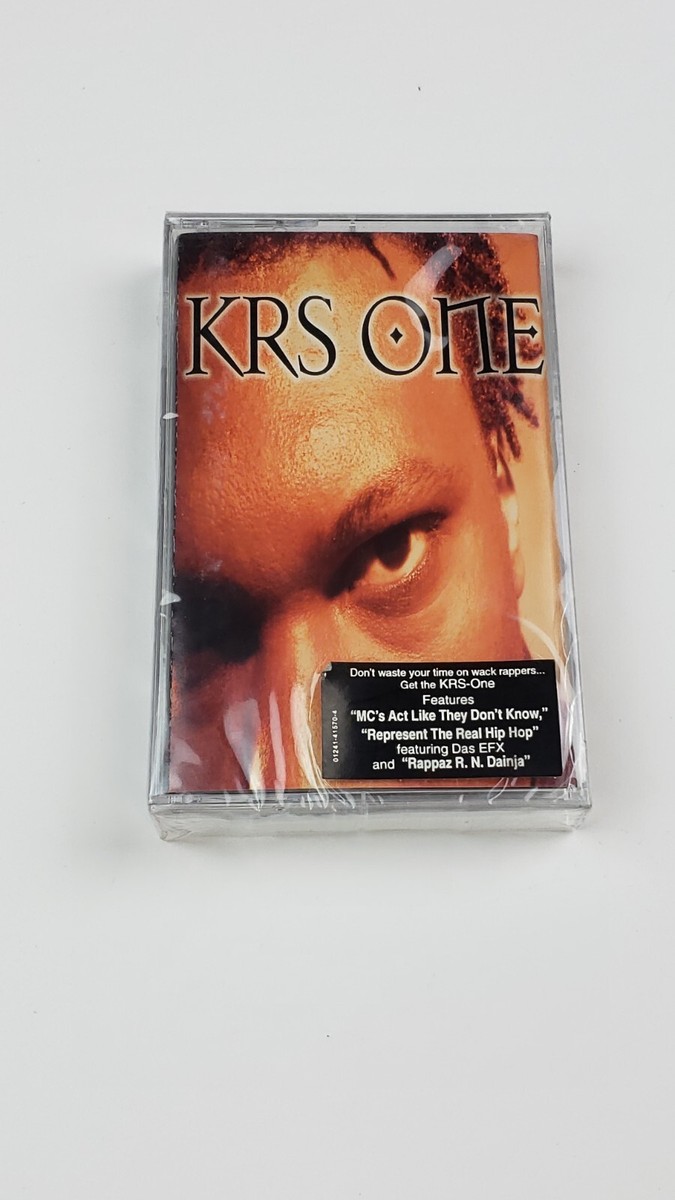 KRS ONE
Don't waste your time on wack rappers...
Get the KRS-One
Features
"MC's Act Like They Don't Know,"
"Represent The Real Hip Hop"
featuring Das EFX
and "Rappaz R. N. Dainja"
01241-41570-4